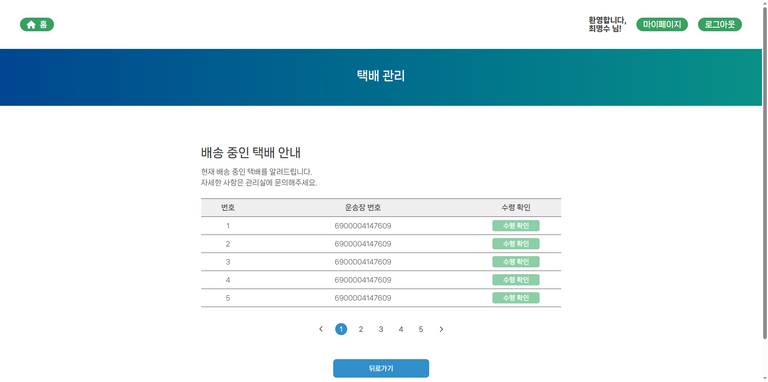 홈
환영합니다,
최명수 님!
마이페이지
로그아웃
택배 관리
배송 중인 택배 안내
현재 배송 중인 택배를 알려드립니다.
자세한 사항은 관리실에 문의해주세요.
번호 운송장 번호 수령 확인
1 6900004147609 수령 확인
2 6900004147609 수령 확인
3 6900004147609 수령 확인
4 6900004147609 수령 확인
5 6900004147609 수령 확인
1 2 3 4 5
뒤로가기